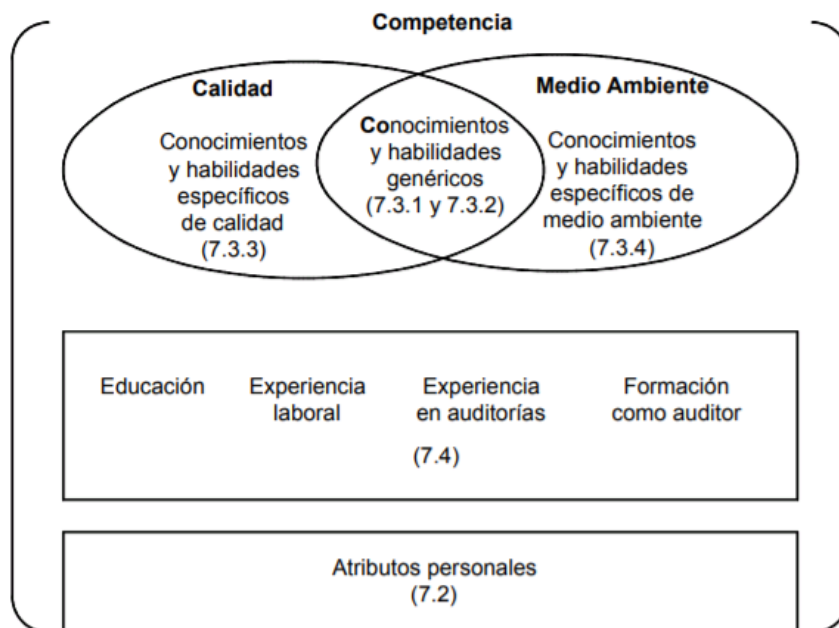 Competencia
Calidad
Conocimientos
y habilidades
específicos
de calidad
(7.3.3)
Conocimientos
y habilidades
genéricos
(7.3.1 y 7.3.2)
Medio Ambiente
Conocimientos
y habilidades
específicos de
medio ambiente
(7.3.4)
Educación
Experiencia
laboral
Experiencia
en auditorías
Formación
como auditor
(7.4)
Atributos personales
(7.2)